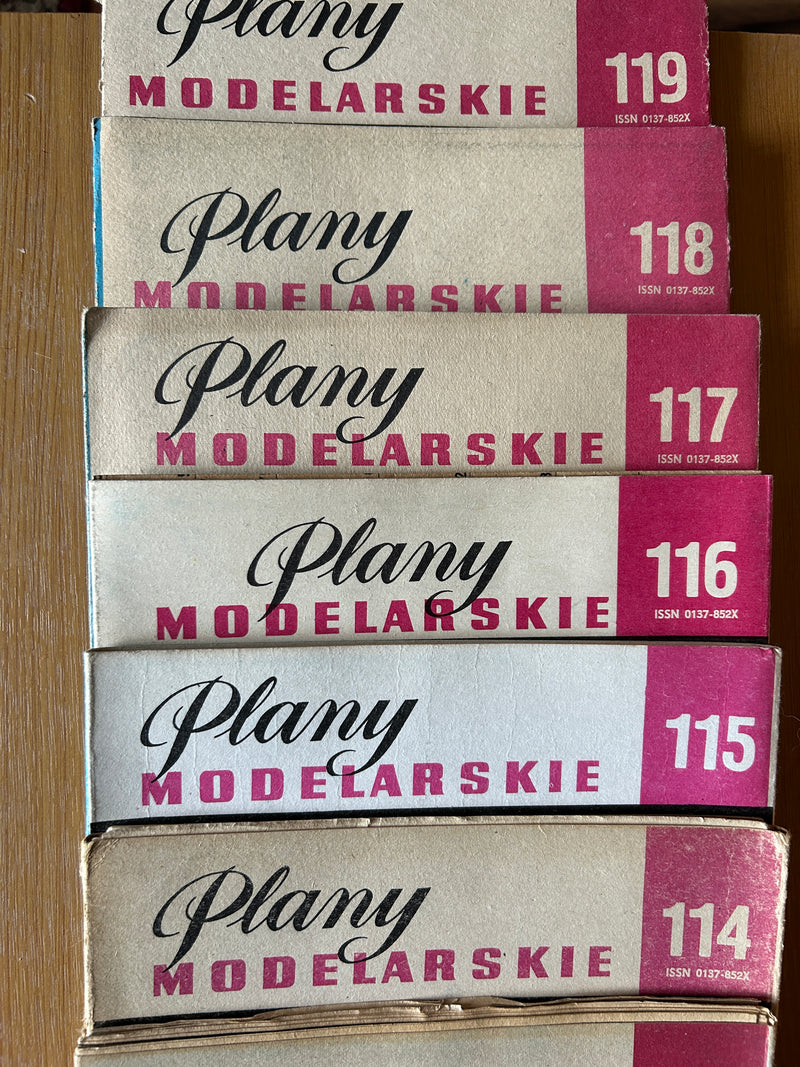 Plany
MODELARSKIE
119
ISSN 0137-852X
Plany
MODELARSKIE
118
ISSN 0137-852X
Plany
MODELARSKIE
117
ISSN 0137-852X
Plany
MODELARSKIE
116
ISSN 0137-852X
Plany
MODELARSKIE
115
Plany
MODELARSKIE
114
ISSN 0137-852X